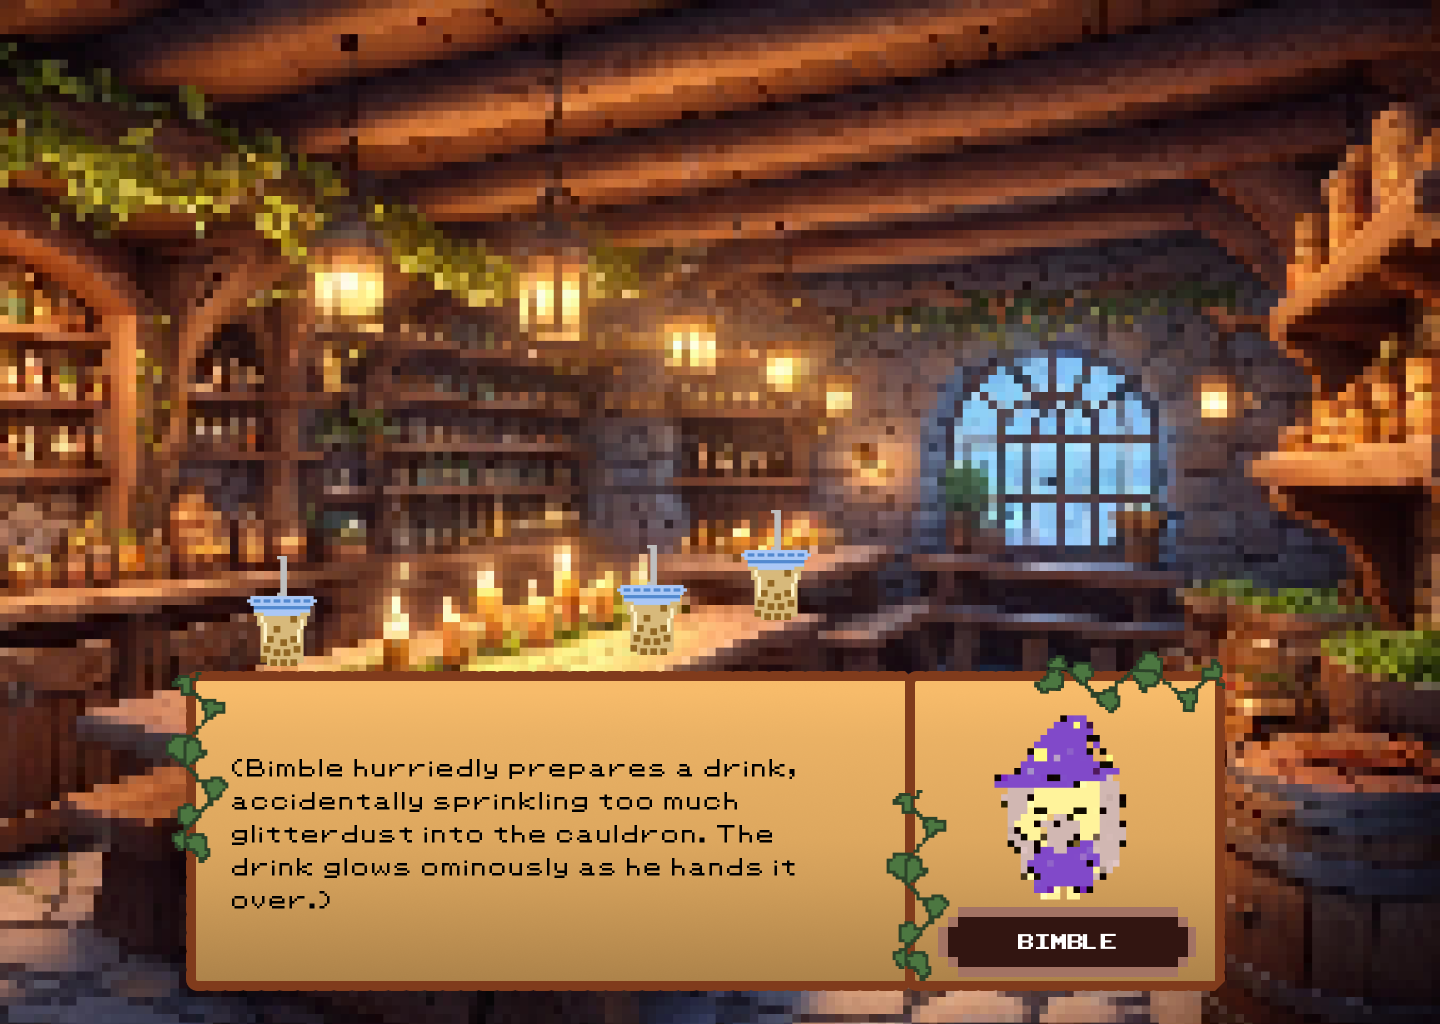 (Bimble hurriedly prepares a drink,
accidentally sprinkling too much
glitterdust into the cauldron. The
drink glows ominously as he hands it
over.)
BIMBLE